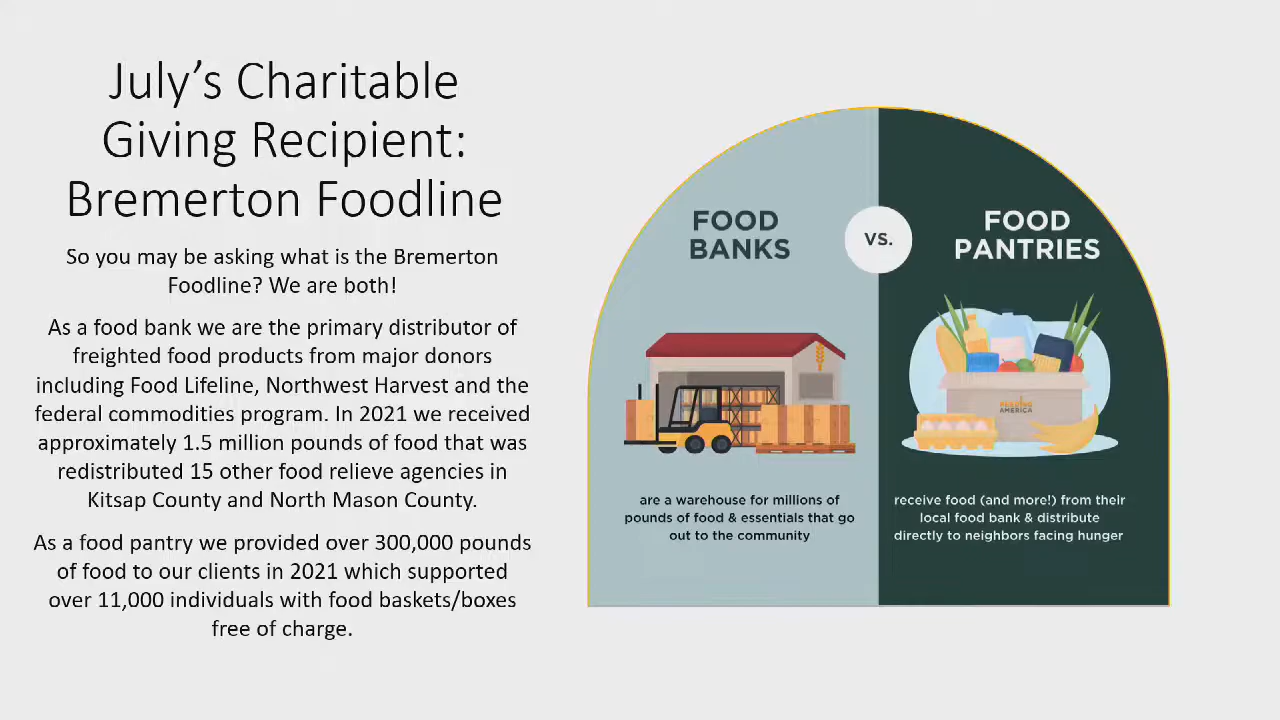 July's Charitable
Giving Recipient:
Bremerton Foodline
So you may be asking what is the Bremerton
Foodline? We are both!
As a food bank we are the primary distributor of
freighted food products from major donors
including Food Lifeline, Northwest Harvest and the
federal commodities program. In 2021 we received
approximately 1.5 million pounds of food that was
redistributed 15 other food relieve agencies in
Kitsap County and North Mason County.
As a food pantry we provided over 300,000 pounds
of food to our clients in 2021 which supported
over 11,000 individuals with food baskets/boxes
free of charge.
FOOD
BANKS
VS.
FOOD
PANTRIES
AMERICA
are a warehouse for millions of
pounds of food & essentials that go
out to the community
receive food (and more!) from their
local food bank & distribute
directly to neighbors facing hunger